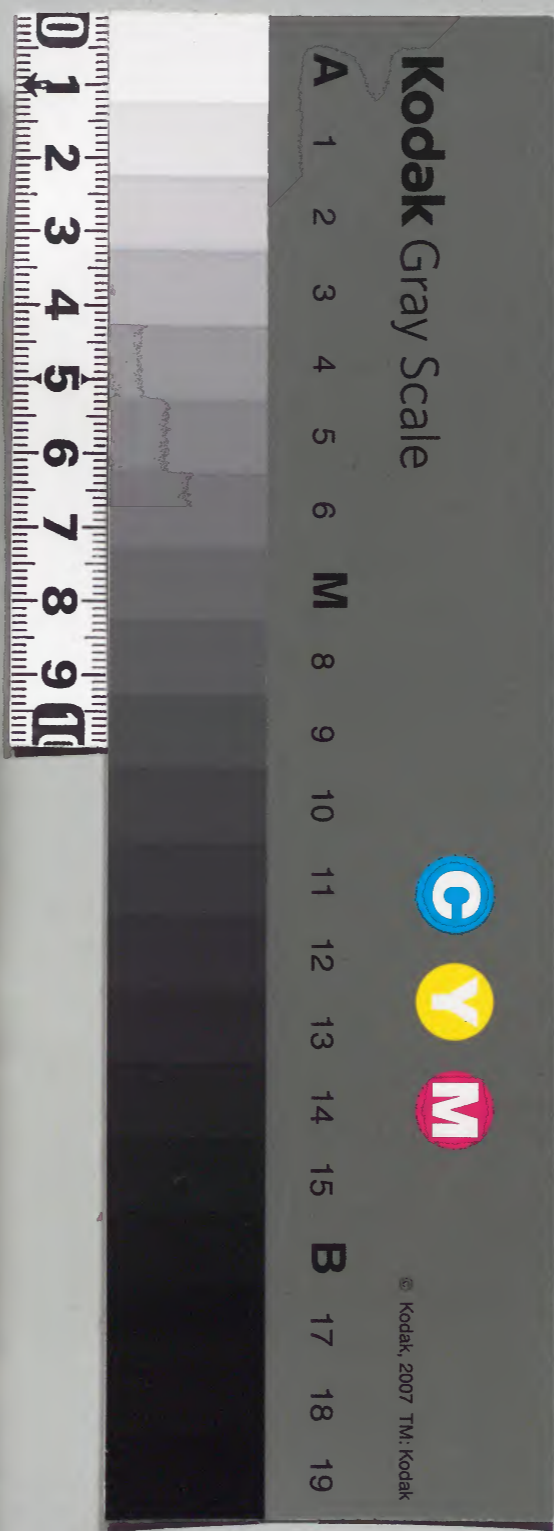 Kodak Gray Scale
C Y M
© Kodak, 2007 TM: Kodak
A 1 2 3 4 5 6 M 8 9 10 11 12 13 14 15 B 17 18 19
0 1 2 3 4 5 6 7 8 9 10